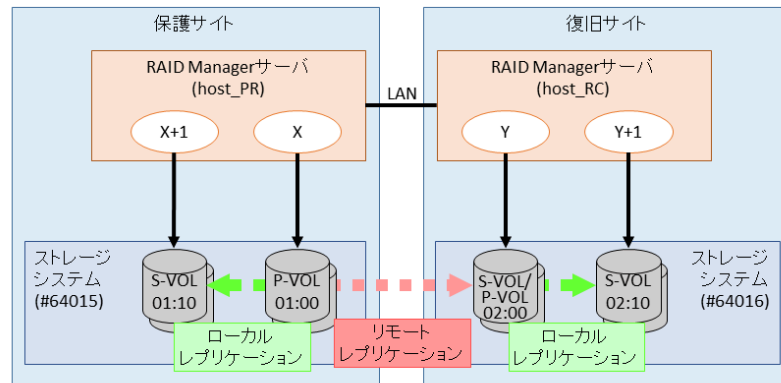 保護サイト
RAID Managerサーバ
(host_PR)
X+1
X
LAN
復旧サイト
RAID Managerサーバ
(host_RC)
Y
Y+1
ストレージ
システム
(#64015)
S-VOL
01:10
P-VOL
01:00
S-VOL/
P-VOL
02:00
S-VOL
02:10
ストレージ
システム
(#64016)
ローカル
レプリケーション
リモート
レプリケーション
ローカル
レプリケーション